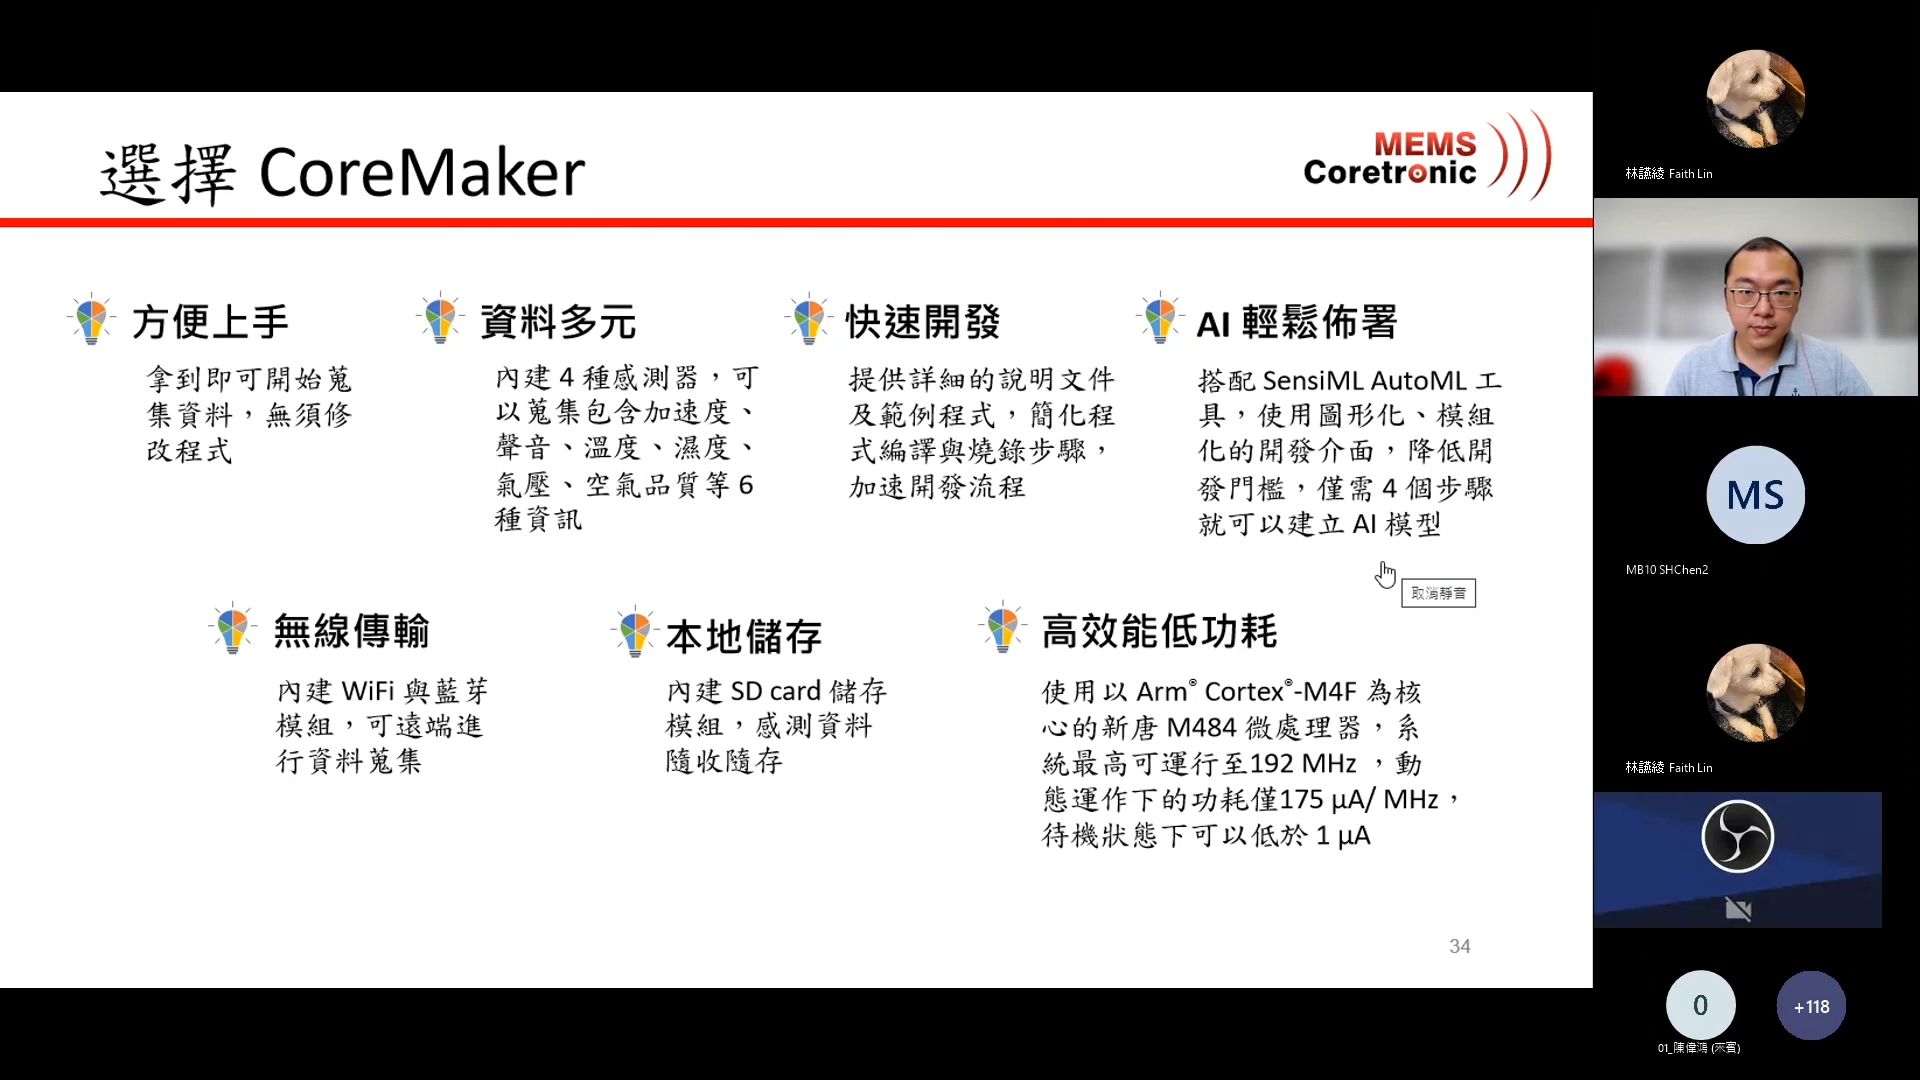 選擇 CoreMaker
MEMS
Coretronic
方便上手
拿到即可開始蒐
集資料，無須修
改程式
資料多元
內建 4 種感測器，可
以蒐集包含加速度、
聲音、溫度、濕度、
氣壓、空氣品質等 6
種資訊
快速開發
提供詳細的說明文件
及範例程式，簡化程
式編譯與燒錄步驟，
加速開發流程
AI 輕鬆佈署
搭配 SensiML AutoML 工
具，使用圖形化、模組
化的開發介面，降低開
發門檻，僅需 4 個步驟
就可以建立 AI 模型
取消靜音
無線傳輸
內建 WiFi 與藍芽
模組，可遠端進
行資料蒐集
本地儲存
內建 SD card 儲存
模組，感測資料
隨收隨存
高效能低功耗
使用以 Arm® Cortex®-M4F 為核
心的新唐 M484 微處理器，系
統最高可運行至192 MHz ，動
態運作下的功耗僅175 μA/ MHz，
待機狀態下可以低於 1 μA
34
林讌綾 Faith Lin
MS
MB10 SHChen2
林讌綾 Faith Lin
0
+118
01_陳偉鴻 (來賓)